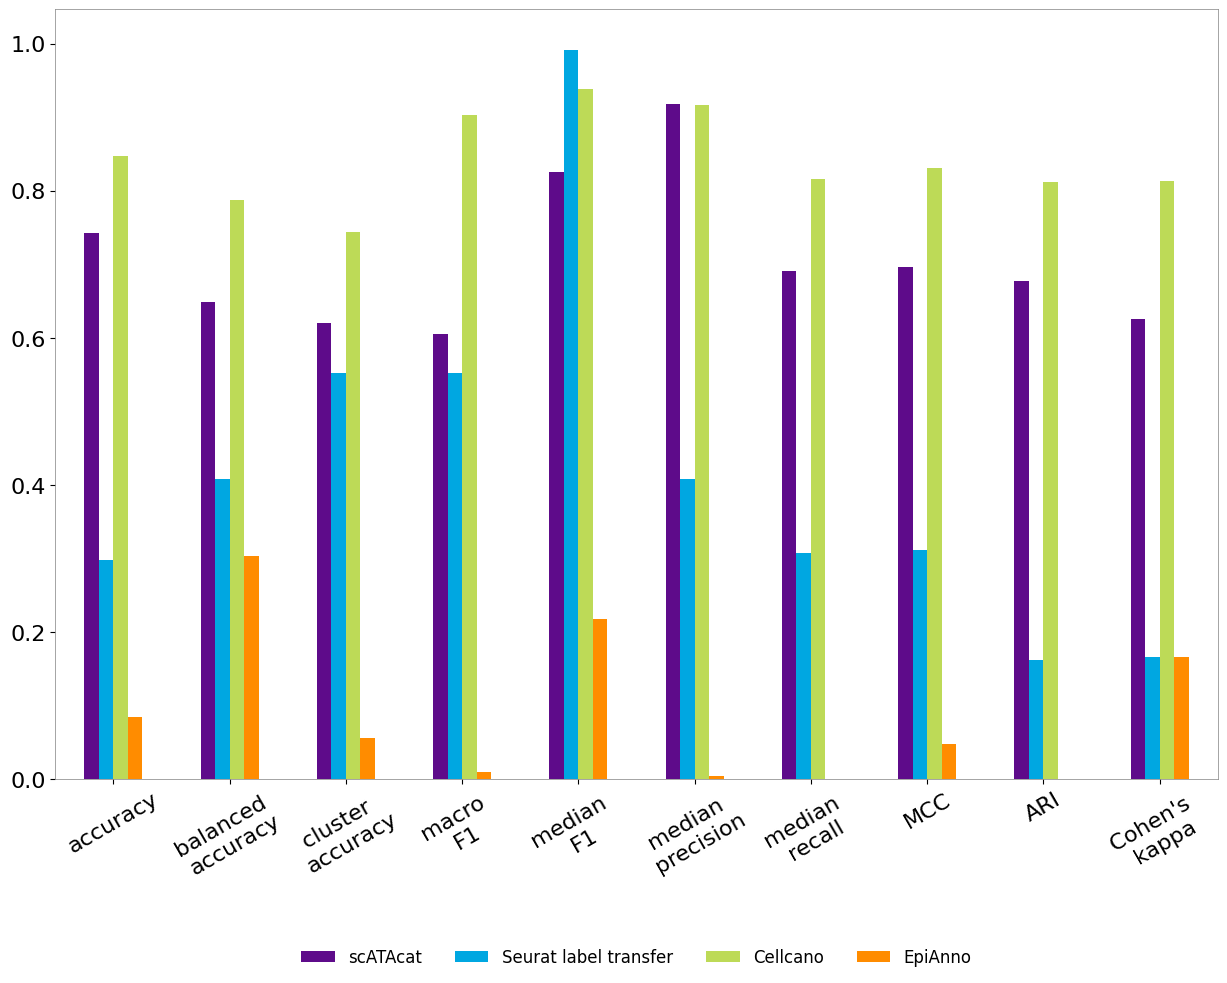 1.0
0.8
0.6
0.4
0.2
0.0
accuracy
balanced
accuracy
cluster
accuracy
macro
F1
median
F1
median
precision
median
recall
MCC
ARI
Cohen's
kappa
scATAcat
Seurat label transfer
Cellcano
EpiAnno